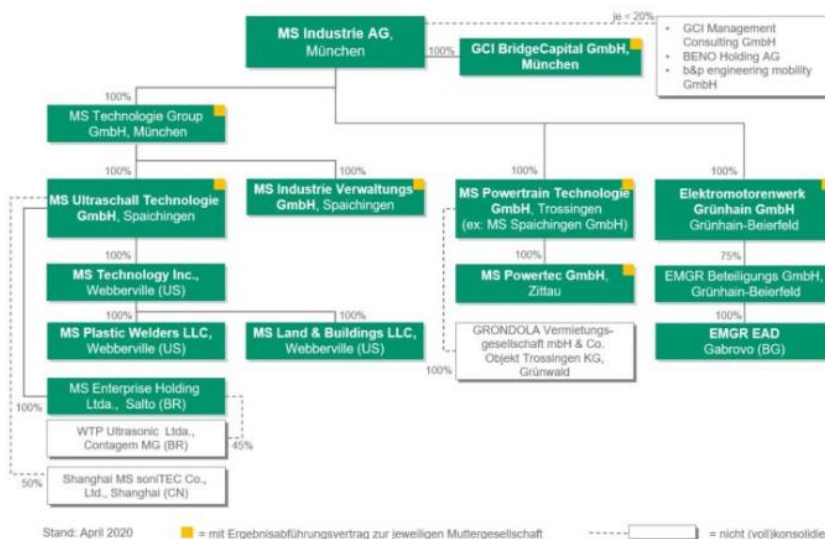 MS Industrie AG,
München
je < 20%
• GCI Management
Consulting GmbH
• BENO Holding AG
• b&p engineering mobility
GmbH
100%
GCI BridgeCapital GmbH,
München
100%
MS Technologie Group
GmbH, München
100%
MS Ultraschall Technologie
GmbH, Spaichingen
100%
MS Industrie Verwaltungs
GmbH, Spaichingen
100%
MS Powertrain Technologie
GmbH, Trossingen
(ex: MS Spaichingen GmbH)
100%
Elektromotorenwerk
Grünhain GmbH
Grünhain-Beierfeld
50%
100%
MS Technology Inc.,
Webberville (US)
100%
MS Powertec GmbH,
Zittau
75%
EMGR Beteiligungs GmbH,
Grünhain-Beierfeld
100%
MS Plastic Welders LLC,
Webberville (US)
100%
MS Land & Buildings LLC,
Webberville (US)
GRONDOLA Vermietungs-
gesellschaft mbH & Co.
Objekt Trossingen KG,
Grünwald
100%
100%
EMGR EAD
Gabrovo (BG)
MS Enterprise Holding
Ltda., Salto (BR)
100%
WTP Ultrasonic Ltda.,
Contagem MG (BR)
45%
Shanghai MS soniTEC Co.,
Ltd., Shanghai (CN)
50%
Stand: April 2020
= mit Ergebnisabführungsvertrag zur jeweiligen Muttergesellschaft
= nicht (voll)konsolidie